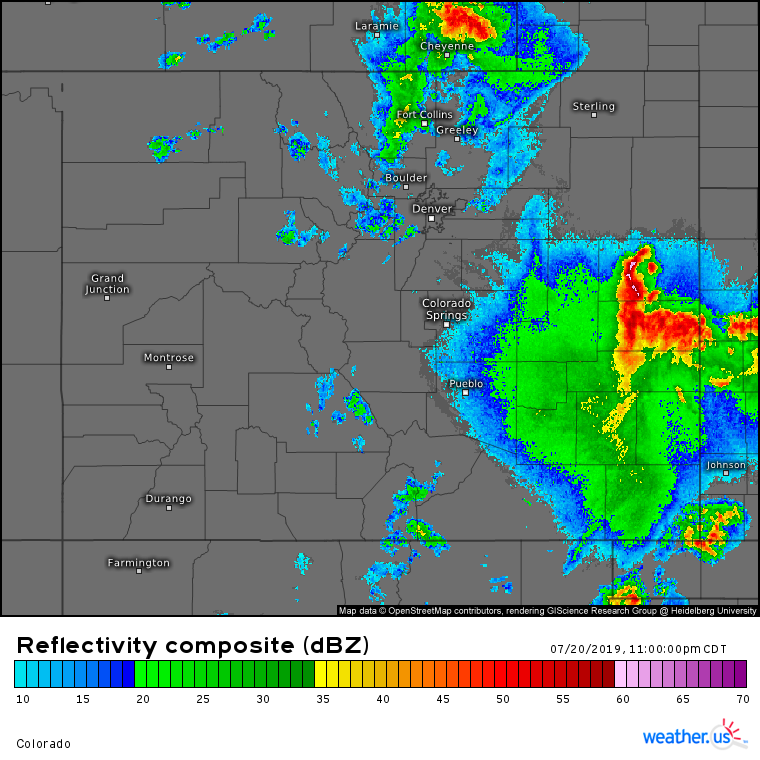 Laramie
Cheyenne
Fort Collins
Greeley
Sterling
Boulder
Denver
Grand
Junction
Colorado
Springs
Montrose
Pueblo
Johnson
Durango
Farmington
Map data © OpenStreetMap contributors, rendering GIScience Research Group @ Heidelberg University
Reflectivity composite (dBZ)
07/20/2019, 11:00:00pm CDT
10 15 20 25 30 35 40 45 50 55 60 65 70
Colorado
weather.us